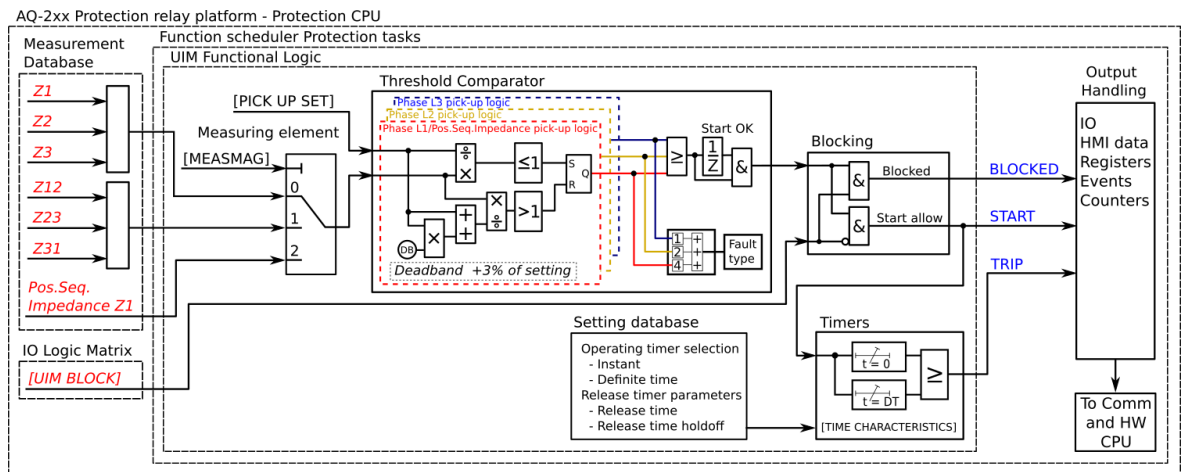 AQ-2xx Protection relay platform - Protection CPU
Function scheduler Protection tasks
UIM Functional Logic
Measurement
Database
Z1
Z2
Z3
Z12
Z23
Z31
Pos.Seq.
Impedance Z1
IO Logic Matrix
[UIM BLOCK]
[PICK UP SET]
Measuring element
[MEASMAG]
0
1
2
Threshold Comparator
Phase L3 pick-up logic
Phase L2 pick-up logic
Phase L1/Pos.Seq.Impedance pick-up logic
÷
×
≤1
S
Q
R
×
÷
>1
+
+
×
DB
Deadband +3% of setting
≥
Start OK
1
Z
&
1 +
2 +
4 +
Fault
type
Blocking
&
Blocked
&
Start allow
BLOCKED
START
TRIP
Output
Handling
IO
HMI data
Registers
Events
Counters
To Comm
and HW
CPU
Setting database
Operating timer selection
- Instant
- Definite time
Release timer parameters
- Release time
- Release time holdoff
Timers
t = 0
t = DT
≥
[TIME CHARACTERISTICS]